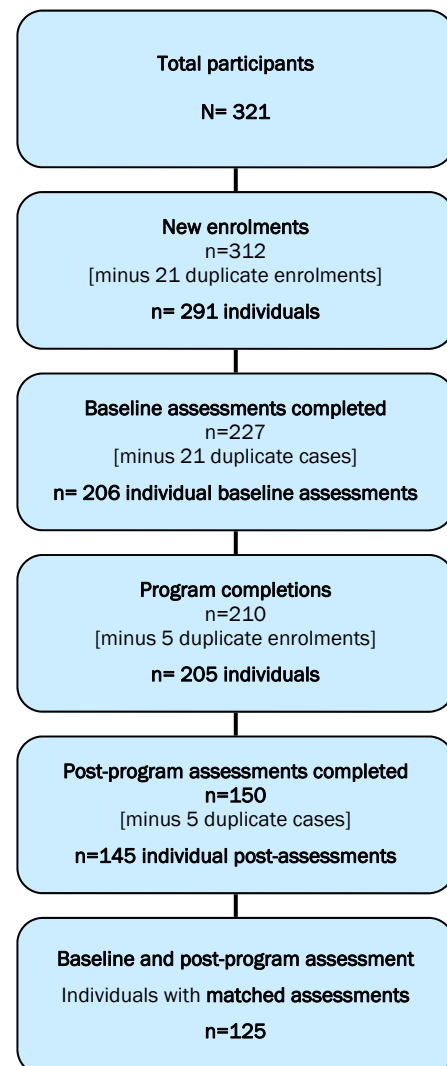 Total participants
N= 321
New enrolments
n=312
[minus 21 duplicate enrolments]
n= 291 individuals
Baseline assessments completed
n=227
[minus 21 duplicate cases]
n= 206 individual baseline assessments
Program completions
n=210
[minus 5 duplicate enrolments]
n= 205 individuals
Post-program assessments completed
n=150
[minus 5 duplicate cases]
n=145 individual post-assessments
Baseline and post-program assessment
Individuals with matched assessments
n=125